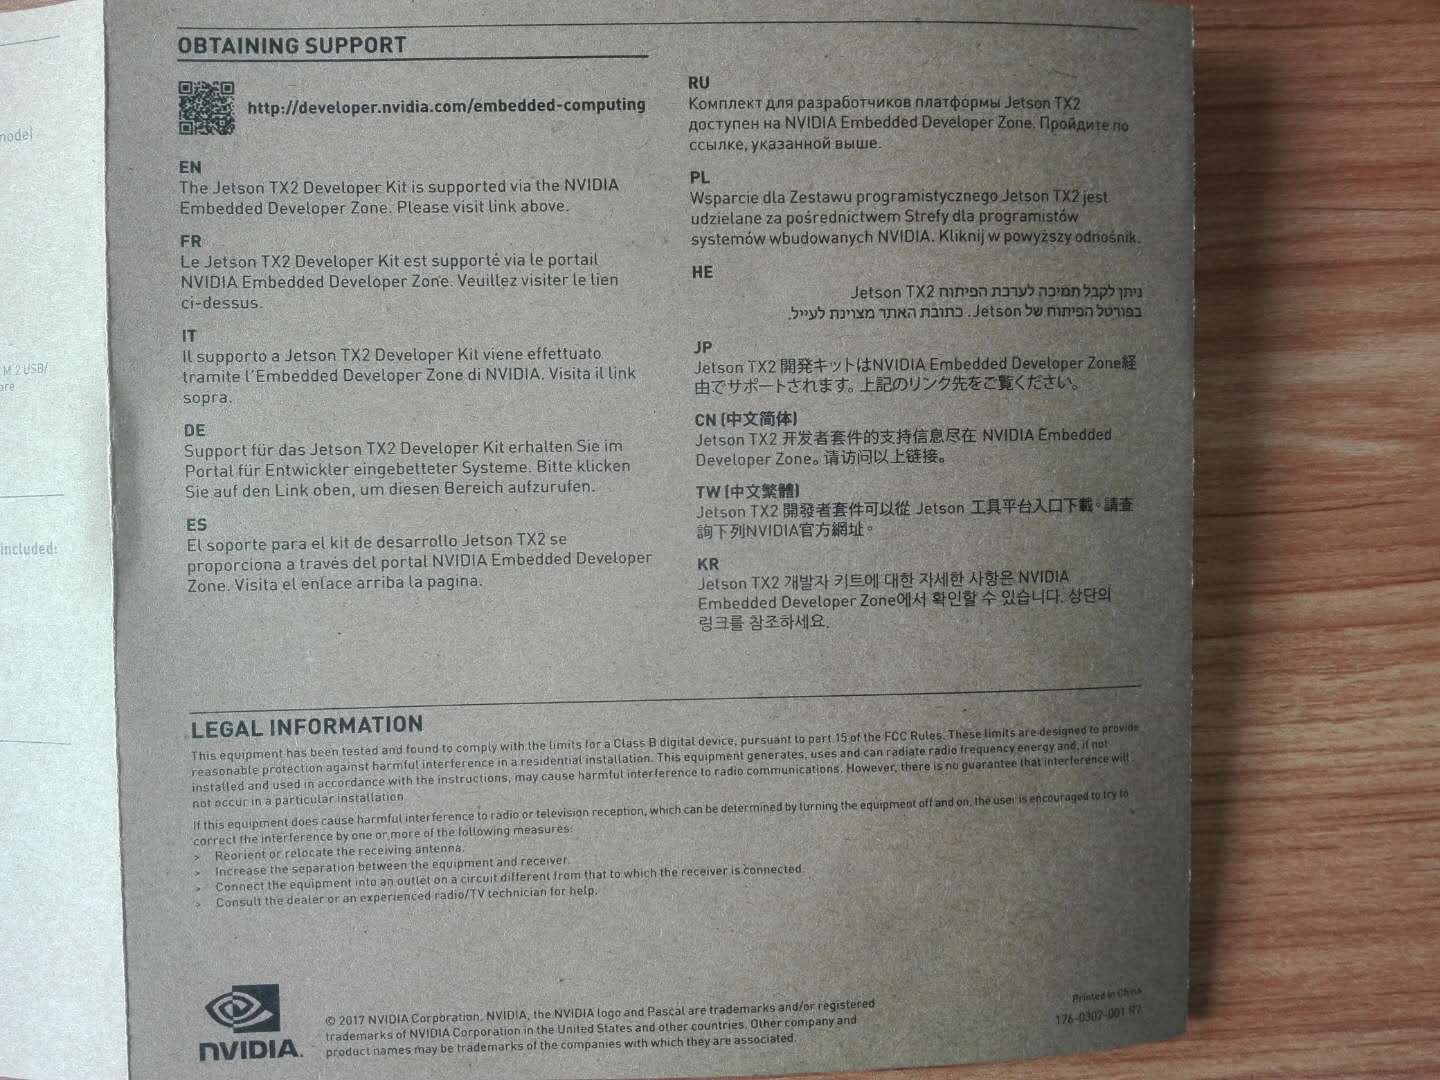 model
M.2 USB/
included:
OBTAINING SUPPORT
http://developer.nvidia.com/embedded-computing
EN
The Jetson TX2 Developer Kit is supported via the NVIDIA
Embedded Developer Zone. Please visit link above.
FR
Le Jetson TX2 Developer Kit est supporté via le portail
NVIDIA Embedded Developer Zone. Veuillez visiter le lien
ci-dessus.
IT
Il supporto a Jetson TX2 Developer Kit viene effettuato
tramite l'Embedded Developer Zone di NVIDIA. Visita il link
sopra.
DE
Support für das Jetson TX2 Developer Kit erhalten Sie im
Portal für Entwickler eingebetteter Systeme. Bitte klicken
Sie auf den Link oben, um diesen Bereich aufzurufen.
ES
El soporte para el kit de desarrollo Jetson TX2 se
proporciona a través del portal NVIDIA Embedded Developer
Zone. Visita el enlace arriba la pagina.
RU
Комплект для разработчиков платформы Jetson TX2
доступен на NVIDIA Embedded Developer Zone. Пройдите по
ссылке, указанной выше.
PL
Wsparcie dla Zestawu programistycznego Jetson TX2 jest
udzielane za pośrednictwem Strefy dla programistów
systemów wbudowanych NVIDIA. Kliknij w powyższy odnośnik.
HE
ניתן לקבל תמיכה לערכת הפיתוח Jetson TX2
בפורטל הפיתוח של Jetson. כתובת האתר מצוינת לעייל.
JP
Jetson TX2 開発キットはNVIDIA Embedded Developer Zone経
由でサポートされます。上記のリンク先をご覧ください。
CN (中文简体)
Jetson TX2 开发者套件的支持信息尽在 NVIDIA Embedded
Developer Zone。请访问以上链接。
TW (中文繁體)
Jetson TX2 開發者套件可以從 Jetson 工具平台入口下載。請查
詢下列NVIDIA官方網址。
KR
Jetson TX2 개발자 키트에 대한 자세한 사항은 NVIDIA
Embedded Developer Zone에서 확인할 수 있습니다. 상단의
링크를 참조하세요.
LEGAL INFORMATION
This equipment has been tested and found to comply with the limits for a Class B digital device, pursuant to part 15 of the FCC Rules. These limits are designed to provide
reasonable protection against harmful interference in a residential installation. This equipment generates, uses and can radiate radio frequency energy and, if not
installed and used in accordance with the instructions, may cause harmful interference to radio communications. However, there is no guarantee that interference will
not occur in a particular installation.
If this equipment does cause harmful interference to radio or television reception, which can be determined by turning the equipment off and on, the user is encouraged to try to
correct the interference by one or more of the following measures:
> Reorient or relocate the receiving antenna.
> Increase the separation between the equipment and receiver.
> Connect the equipment into an outlet on a circuit different from that to which the receiver is connected.
> Consult the dealer or an experienced radio/TV technician for help.
NVIDIA.
© 2017 NVIDIA Corporation. NVIDIA, the NVIDIA logo and Pascal are trademarks and/or registered
trademarks of NVIDIA Corporation in the United States and other countries. Other company and
product names may be trademarks of the companies with which they are associated.
Printed in China
176-0307-001 R7